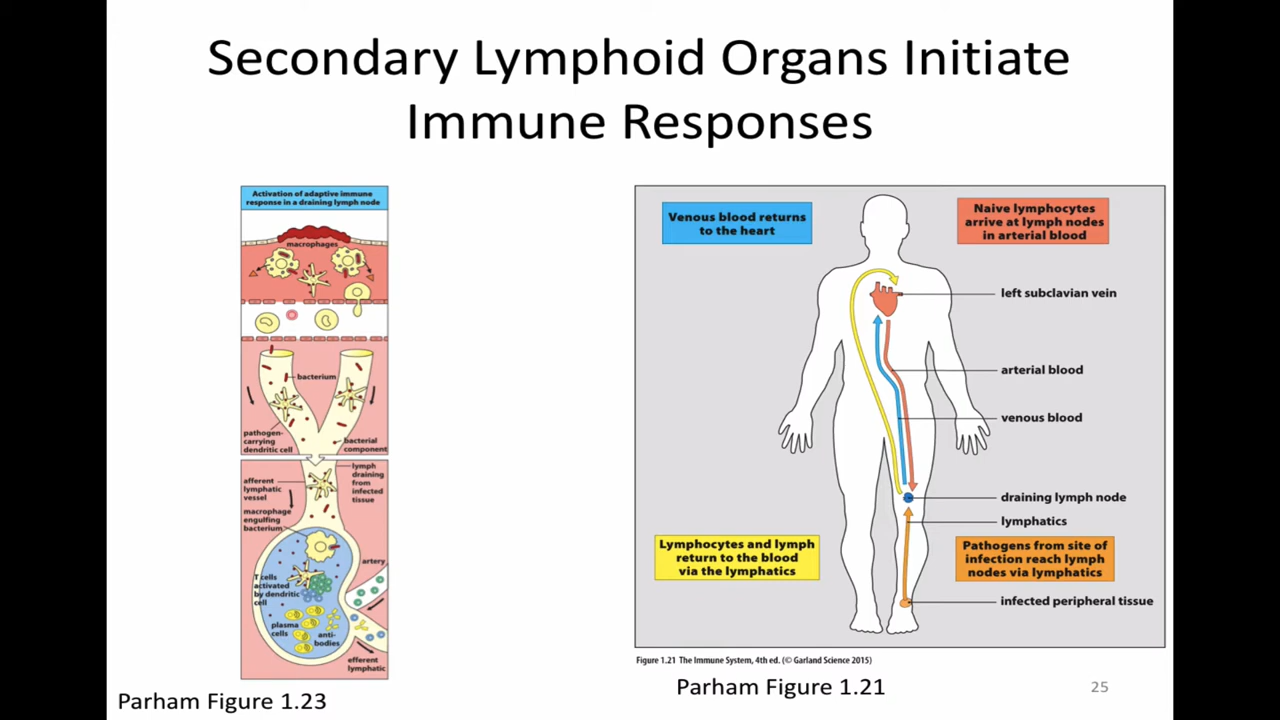 Secondary Lymphoid Organs Initiate
Immune Responses
Activation of adaptive immune
response in a draining lymph node
macrophages
bacterium
pathogen-
carrying
dendritic cell
bacterial
component
afferent
lymphatic
vessel
lymph
draining
from
infected
tissue
macrophage
engulfing
bacterium
artery
T cells
activated
by dendritic
cell
plasma
cells
anti-
bodies
efferent
lymphatic
Parham Figure 1.23
Venous blood returns
to the heart
Naive lymphocytes
arrive at lymph nodes
in arterial blood
left subclavian vein
arterial blood
venous blood
draining lymph node
lymphatics
Lymphocytes and lymph
return to the blood
via the lymphatics
Pathogens from site of
infection reach lymph
nodes via lymphatics
infected peripheral tissue
Figure 1.21 The Immune System, 4th ed. (© Garland Science 2015)
Parham Figure 1.21
25